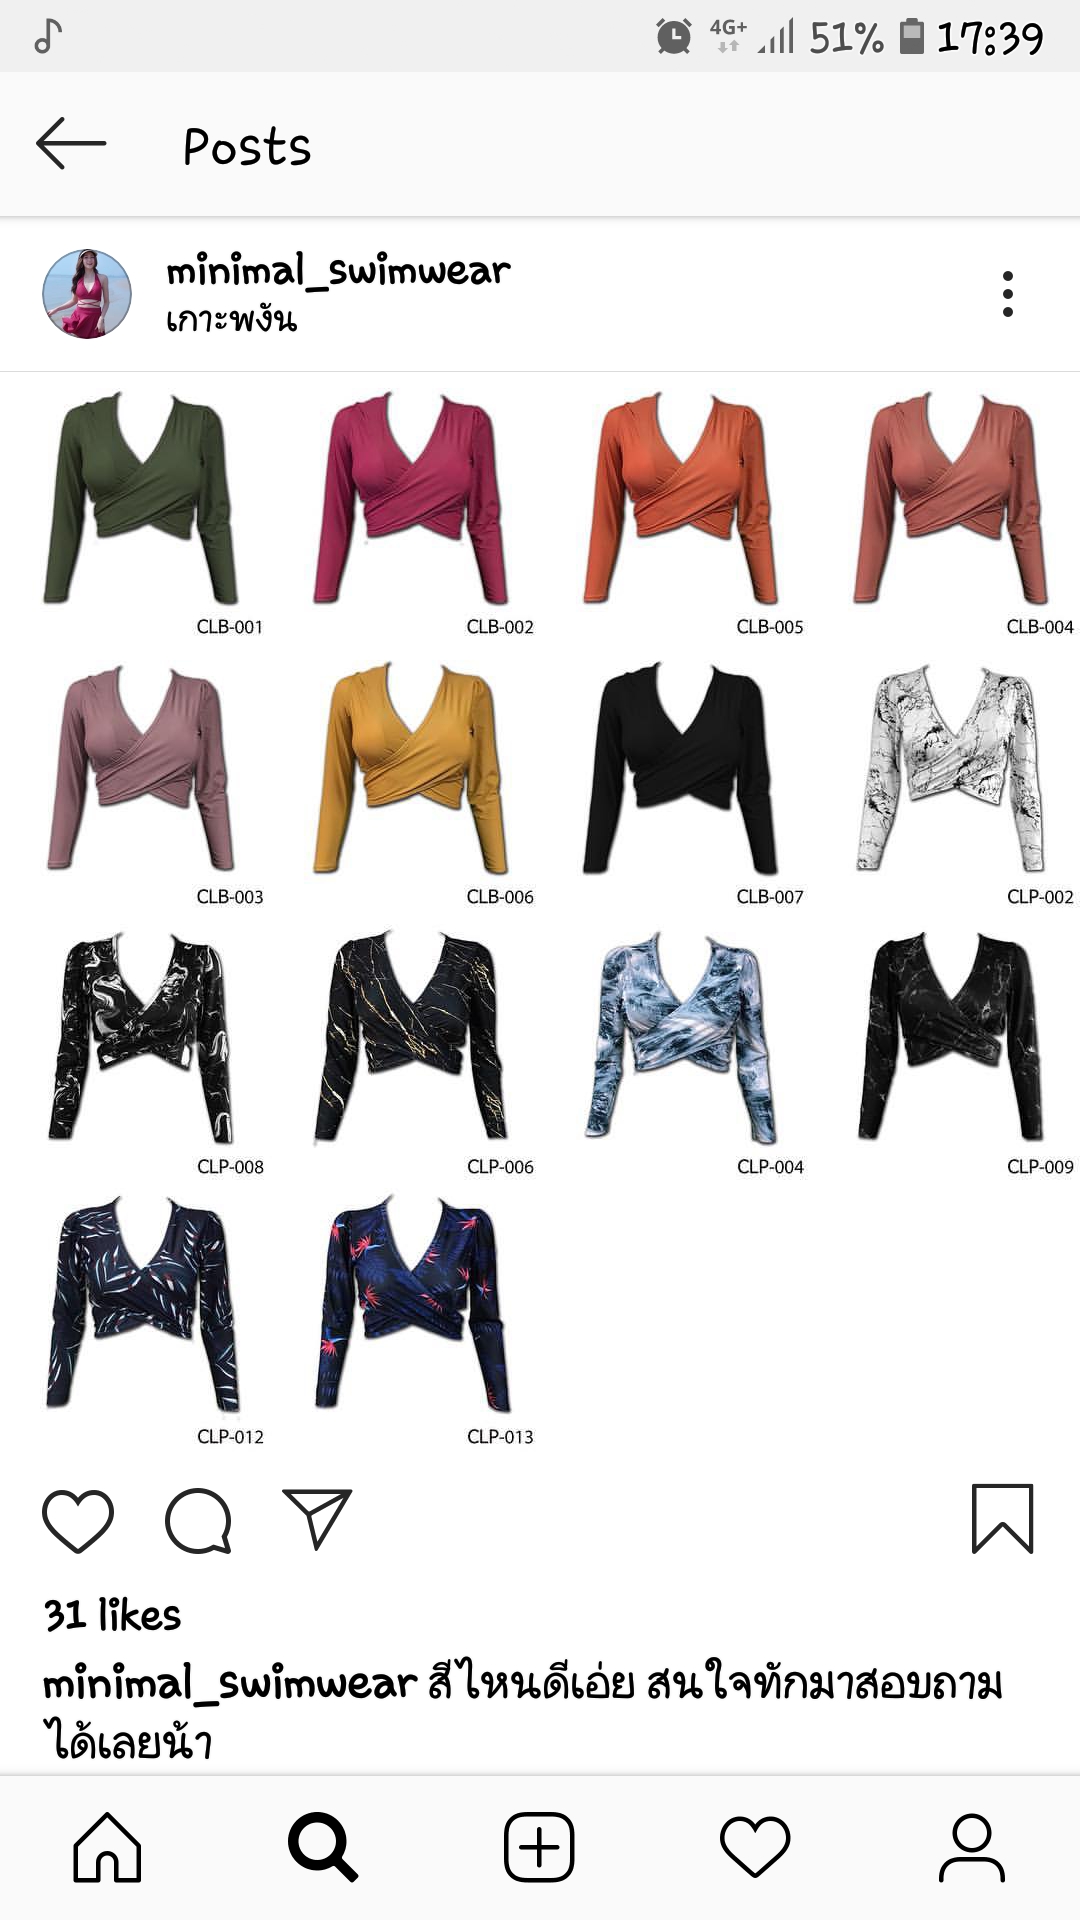 4G+ 51% 17:39
Posts
minimal_swimwear
เกาะพงัน
CLB-001 CLB-002 CLB-005 CLB-004
CLB-003 CLB-006 CLB-007 CLP-002
CLP-008 CLP-006 CLP-004 CLP-009
CLP-012 CLP-013
31 likes
minimal_swimwear สีไหนดีเอ่ย สนใจทักมาสอบถาม
ได้เลยน้า